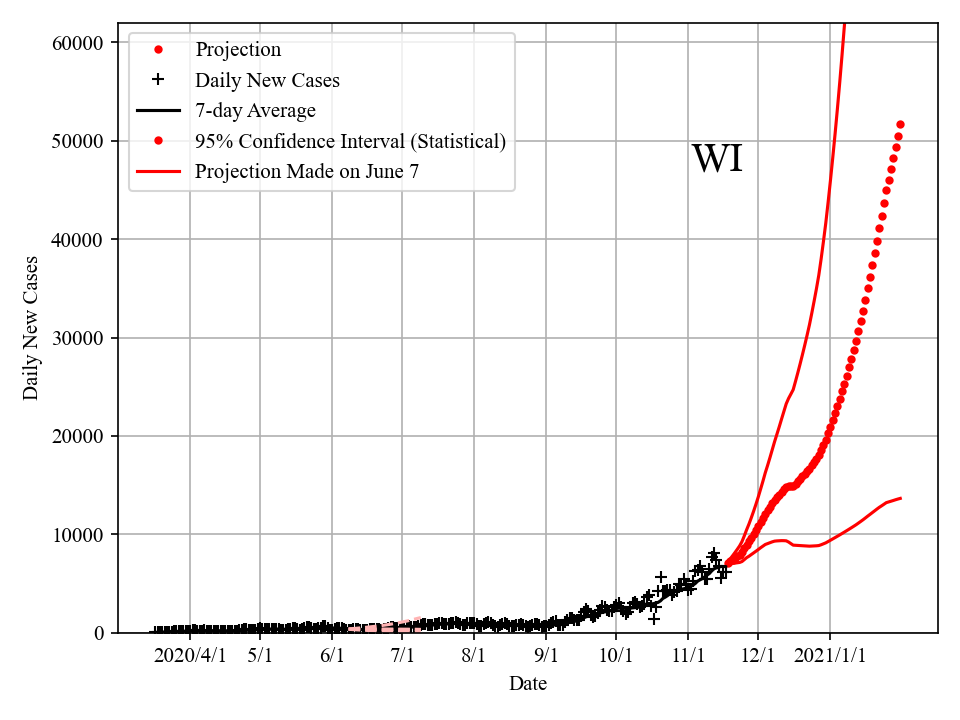 60000
50000
40000
30000
20000
10000
0
Daily New Cases
Projection
Daily New Cases
7-day Average
95% Confidence Interval (Statistical)
Projection Made on June 7
WI
2020/4/1 5/1 6/1 7/1 8/1 9/1 10/1 11/1 12/1 2021/1/1
Date